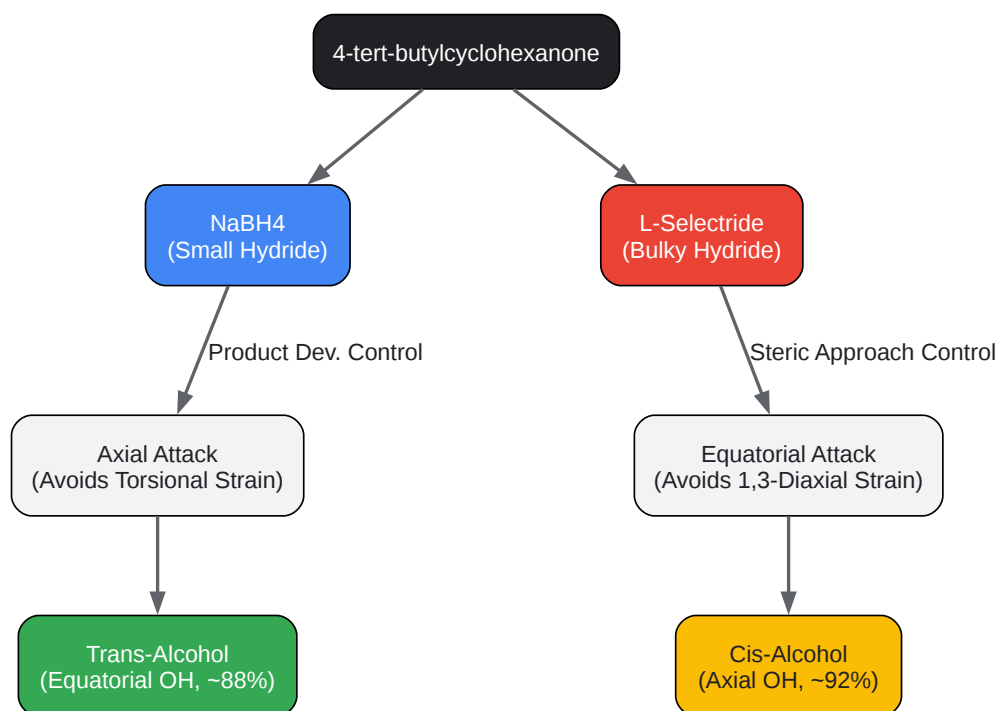 4-tert-butylcyclohexanone
NaBH4
(Small Hydride)
L-Selectride
(Bulky Hydride)
Product Dev. Control
Steric Approach Control
Axial Attack
(Avoids Torsional Strain)
Equatorial Attack
(Avoids 1,3-Diaxial Strain)
Trans-Alcohol
(Equatorial OH, ~88%)
Cis-Alcohol
(Axial OH, ~92%)